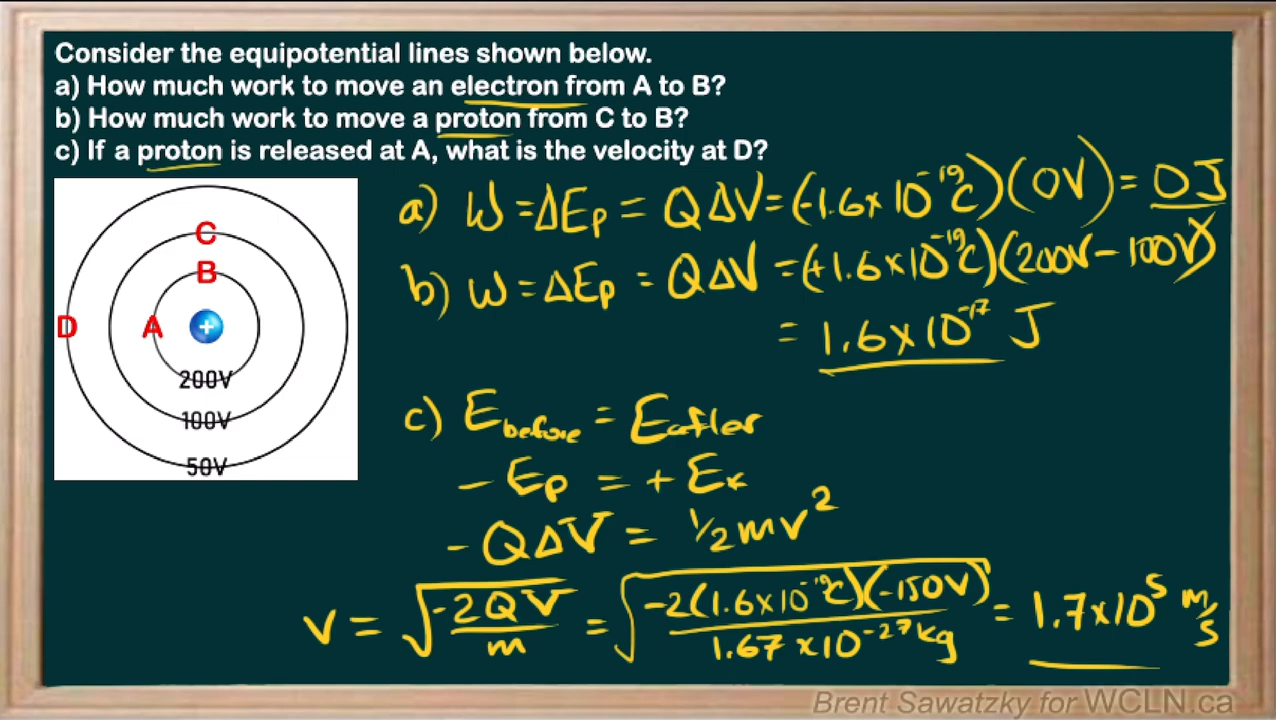 Consider the equipotential lines shown below.
a) How much work to move an electron from A to B?
b) How much work to move a proton from C to B?
c) If a proton is released at A, what is the velocity at D?
a) W = ΔEp = QΔV = (-1.6×10⁻¹⁹C)(0V) = 0J
b) W = ΔEp = QΔV = (+1.6×10⁻¹⁹C)(200V - 100V)
= 1.6×10⁻¹⁷ J
C
B
D
A
+
200V
100V
50V
c) Ebefore = Eafter
- Ep = + Ek
- QΔV = 1/2 mv²
v = √(-2QV/m) = √(-2(1.6×10⁻¹⁹C)(-150V)/1.67×10⁻²⁷kg) = 1.7×10⁵ m/s
Brent Sawatzky for WCLN.ca